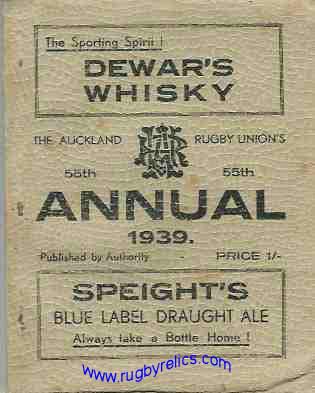 The Sporting Spirit!
DEWAR'S
WHISKY
THE AUCKLAND RUGBY UNION'S
55th 55th
ANNUAL
1939.
Published by Authority - PRICE 1/-
SPEIGHT'S
BLUE LABEL DRAUGHT ALE
Always take a Bottle Home!
www.rugbyrelics.com